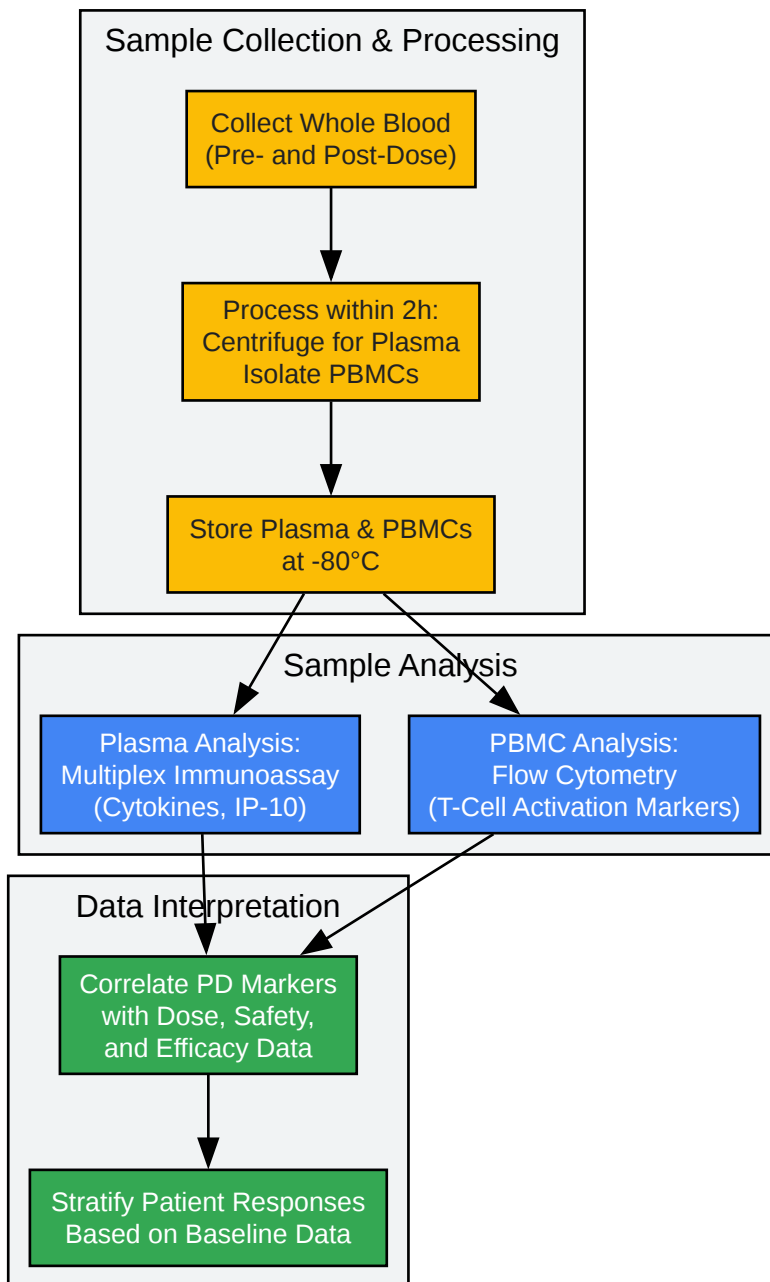 Sample Collection & Processing
Collect Whole Blood
(Pre- and Post-Dose)
Process within 2h:
Centrifuge for Plasma
Isolate PBMCs
Store Plasma & PBMCs
at -80°C
Sample Analysis
Plasma Analysis:
Multiplex Immunoassay
(Cytokines, IP-10)
PBMC Analysis:
Flow Cytometry
(T-Cell Activation Markers)
Data Interpretation
Correlate PD Markers
with Dose, Safety,
and Efficacy Data
Stratify Patient Responses
Based on Baseline Data